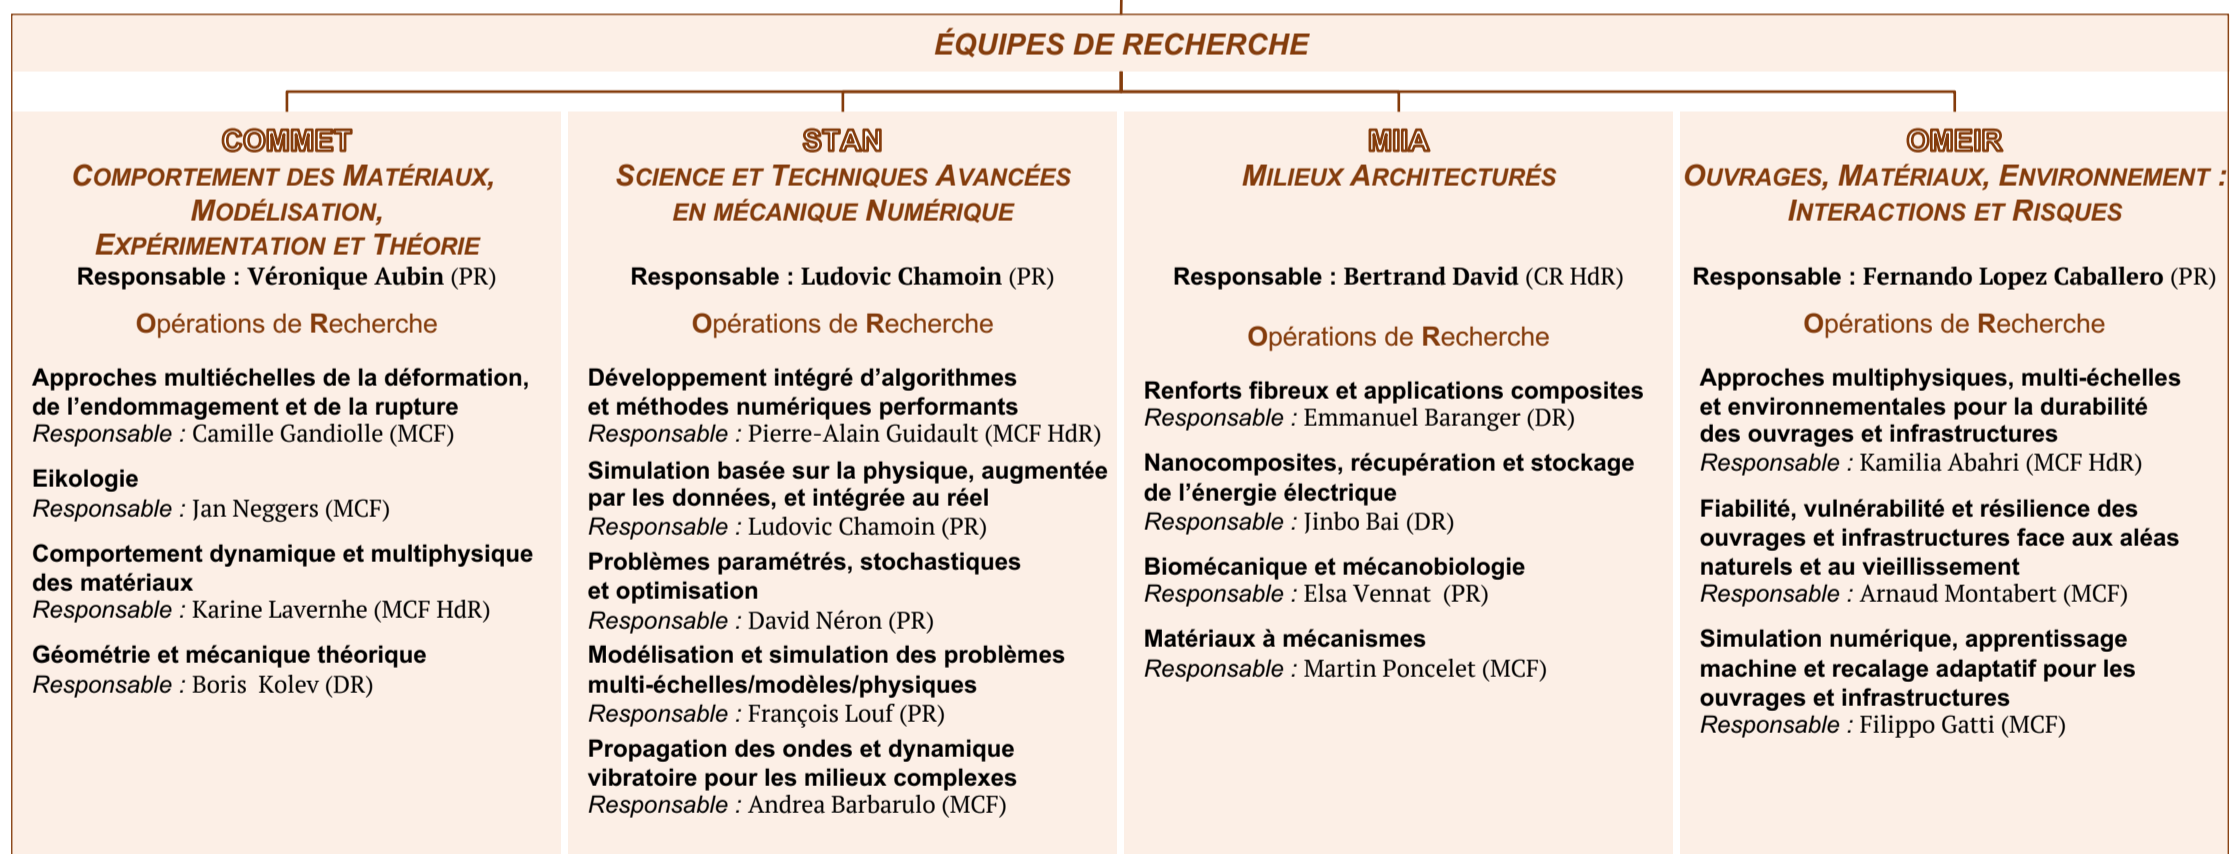 ÉQUIPES DE RECHERCHE
COMMET
COMPORTEMENT DES MATÉRIAUX,
MODÉLISATION,
EXPÉRIMENTATION ET THÉORIE
Responsable : Véronique Aubin (PR)
Opérations de Recherche
Approches multiéchelles de la déformation,
de l’endommagement et de la rupture
Responsable : Camille Gandiolle (MCF)
Eikologie
Responsable : Jan Neggers (MCF)
Comportement dynamique et multiphysique
des matériaux
Responsable : Karine Lavernhe (MCF HdR)
Géométrie et mécanique théorique
Responsable : Boris Kolev (DR)
STAN
SCIENCE ET TECHNIQUES AVANCÉES
EN MÉCANIQUE NUMÉRIQUE
Responsable : Ludovic Chamoin (PR)
Opérations de Recherche
Développement intégré d’algorithmes
et méthodes numériques performants
Responsable : Pierre-Alain Guidault (MCF HdR)
Simulation basée sur la physique, augmentée
par les données, et intégrée au réel
Responsable : Ludovic Chamoin (PR)
Problèmes paramétrés, stochastiques
et optimisation
Responsable : David Néron (PR)
Modélisation et simulation des problèmes
multi-échelles/modèles/physiques
Responsable : François Louf (PR)
Propagation des ondes et dynamique
vibratoire pour les milieux complexes
Responsable : Andrea Barbarulo (MCF)
MIIA
MILIEUX ARCHITECTURÉS
Responsable : Bertrand David (CR HdR)
Opérations de Recherche
Renforts fibreux et applications composites
Responsable : Emmanuel Baranger (DR)
Nanocomposites, récupération et stockage
de l’énergie électrique
Responsable : Jinbo Bai (DR)
Biomécanique et mécanobiologie
Responsable : Elsa Vennat (PR)
Matériaux à mécanismes
Responsable : Martin Poncelet (MCF)
OMEIR
OUVRAGES, MATÉRIAUX, ENVIRONNEMENT :
INTERACTIONS ET RISQUES
Responsable : Fernando Lopez Caballero (PR)
Opérations de Recherche
Approches multiphysiques, multi-échelles
et environnementales pour la durabilité
des ouvrages et infrastructures
Responsable : Kamilia Abahri (MCF HdR)
Fiabilité, vulnérabilité et résilience des
ouvrages et infrastructures face aux aléas
naturels et au vieillissement
Responsable : Arnaud Montabert (MCF)
Simulation numérique, apprentissage
machine et recalage adaptatif pour les
ouvrages et infrastructures
Responsable : Filippo Gatti (MCF)